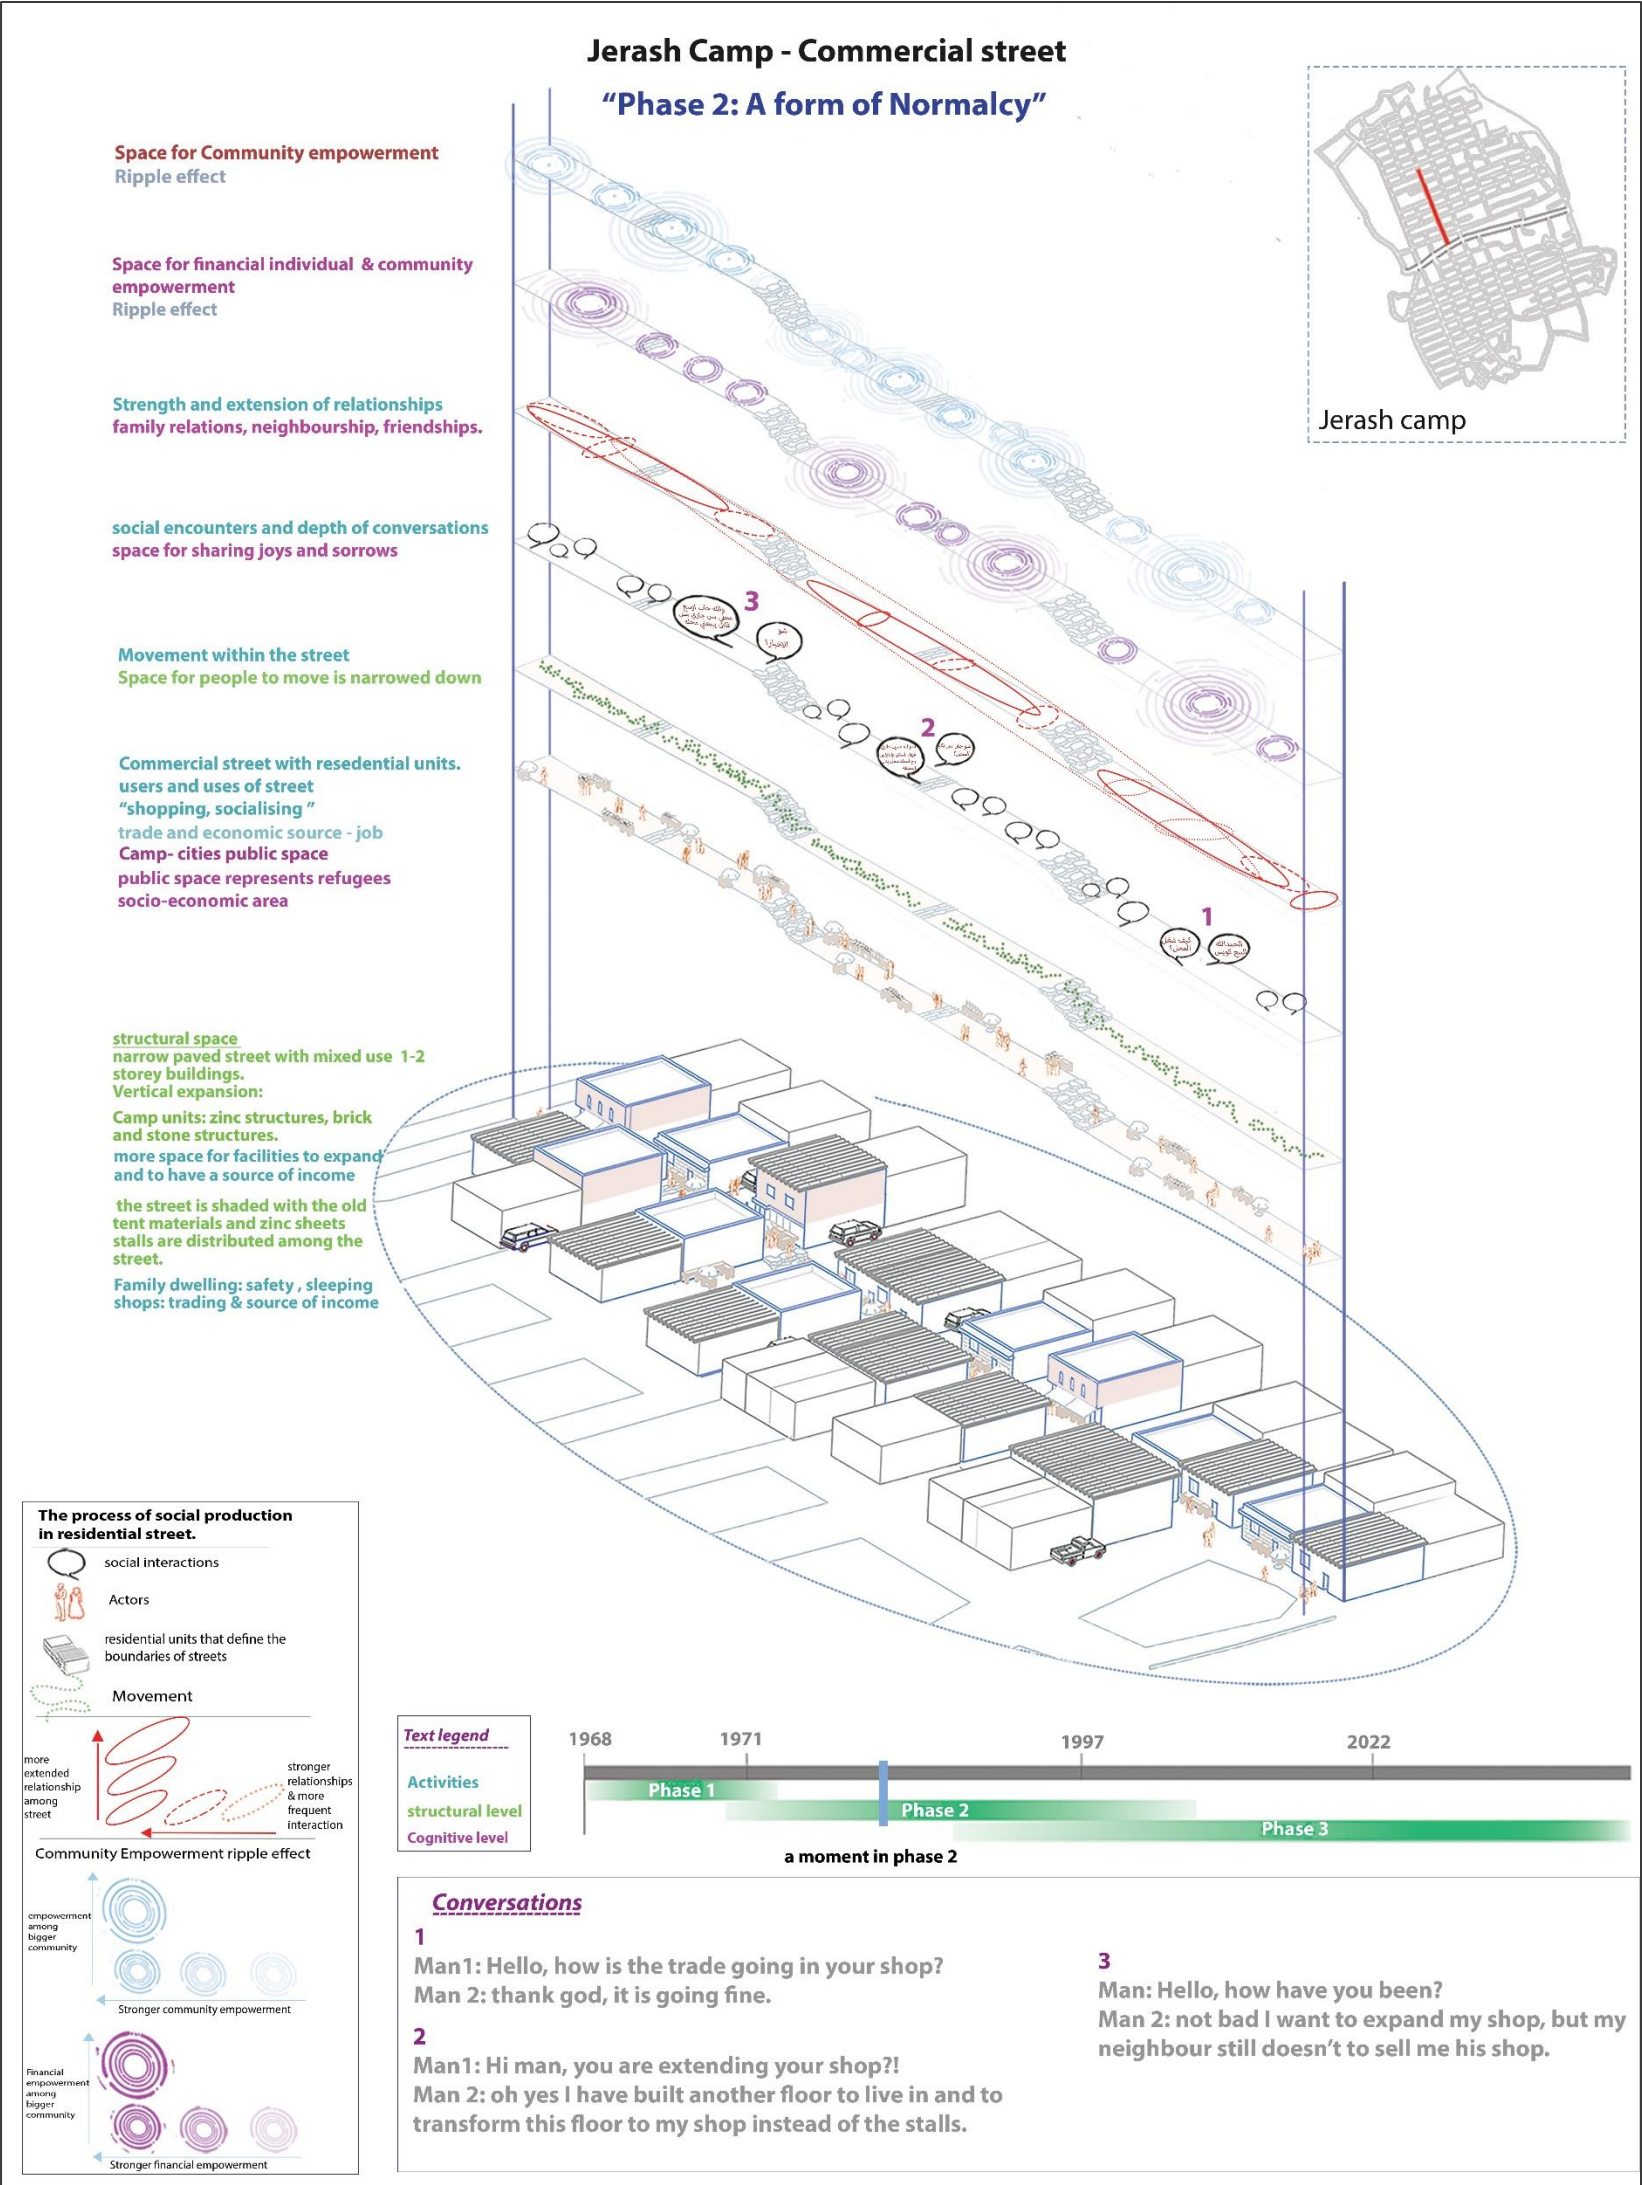 Jerash Camp - Commercial street
“Phase 2: A form of Normalcy”
Jerash camp
Space for Community empowerment
Ripple effect
Space for financial individual & community
empowerment
Ripple effect
Strength and extension of relationships
family relations, neighbourship, friendships.
social encounters and depth of conversations
space for sharing joys and sorrows
3
شو
الاخبار؟
Movement within the street
Space for people to move is narrowed down
2
Commercial street with resedential units.
users and uses of street
“shopping, socialising ”
trade and economic source - job
Camp- cities public space
public space represents refugees
socio-economic area
1
كيف شغل
المحل؟
الحمدالله
البيع كويس
structural space
narrow paved street with mixed use 1-2
storey buildings.
Vertical expansion:
Camp units: zinc structures, brick
and stone structures.
more space for facilities to expand
and to have a source of income
the street is shaded with the old
tent materials and zinc sheets
stalls are distributed among the
street.
Family dwelling: safety , sleeping
shops: trading & source of income
The process of social production
in residential street.
social interactions
Actors
residential units that define the
boundaries of streets
Movement
more
extended
relationship
among
street
stronger
relationships
& more
frequent
interaction
Community Empowerment ripple effect
empowerment
among
bigger
community
Stronger community empowerment
Financial
empowerment
among
bigger
community
Stronger financial empowerment
Text legend
Activities
structural level
Cognitive level
1968
1971
1997
2022
Phase 1
Phase 2
Phase 3
a moment in phase 2
Conversations
1
Man1: Hello, how is the trade going in your shop?
Man 2: thank god, it is going fine.
2
Man1: Hi man, you are extending your shop?!
Man 2: oh yes I have built another floor to live in and to
transform this floor to my shop instead of the stalls.
3
Man: Hello, how have you been?
Man 2: not bad I want to expand my shop, but my
neighbour still doesn’t to sell me his shop.